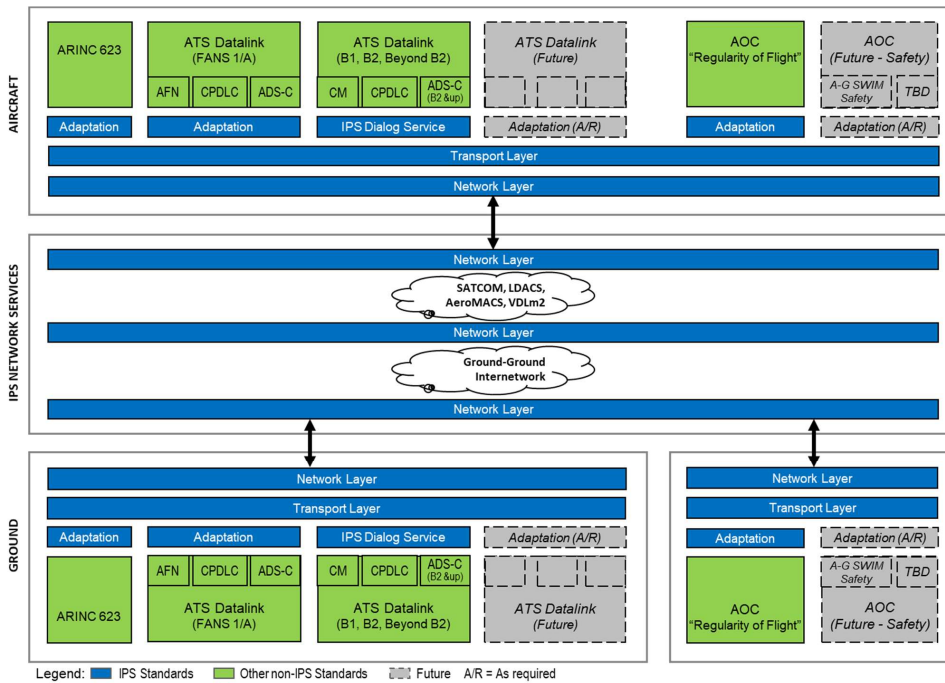 AIRCRAFT
ARINC 623
ATS Datalink
(FANS 1/A)
AFN
CPDLC
ADS-C
ATS Datalink
(B1, B2, Beyond B2)
CM
CPDLC
ADS-C
(B2 &up)
ATS Datalink
(Future)
AOC
“Regularity of Flight”
AOC
(Future - Safety)
A-G SWIM
Safety
TBD
Adaptation
Adaptation
IPS Dialog Service
Adaptation (A/R)
Adaptation
Adaptation (A/R)
Transport Layer
Network Layer
IPS NETWORK SERVICES
Network Layer
SATCOM, LDACS,
AeroMACS, VDLm2
Network Layer
Ground-Ground
Internetwork
Network Layer
GROUND
Network Layer
Transport Layer
Adaptation
Adaptation
IPS Dialog Service
Adaptation (A/R)
ARINC 623
AFN
CPDLC
ADS-C
ATS Datalink
(FANS 1/A)
CM
CPDLC
ADS-C
(B2 &up)
ATS Datalink
(B1, B2, Beyond B2)
ATS Datalink
(Future)
Network Layer
Transport Layer
Adaptation
Adaptation (A/R)
AOC
“Regularity of Flight”
A-G SWIM
Safety
TBD
AOC
(Future - Safety)
Legend: IPS Standards Other non-IPS Standards Future A/R = As required